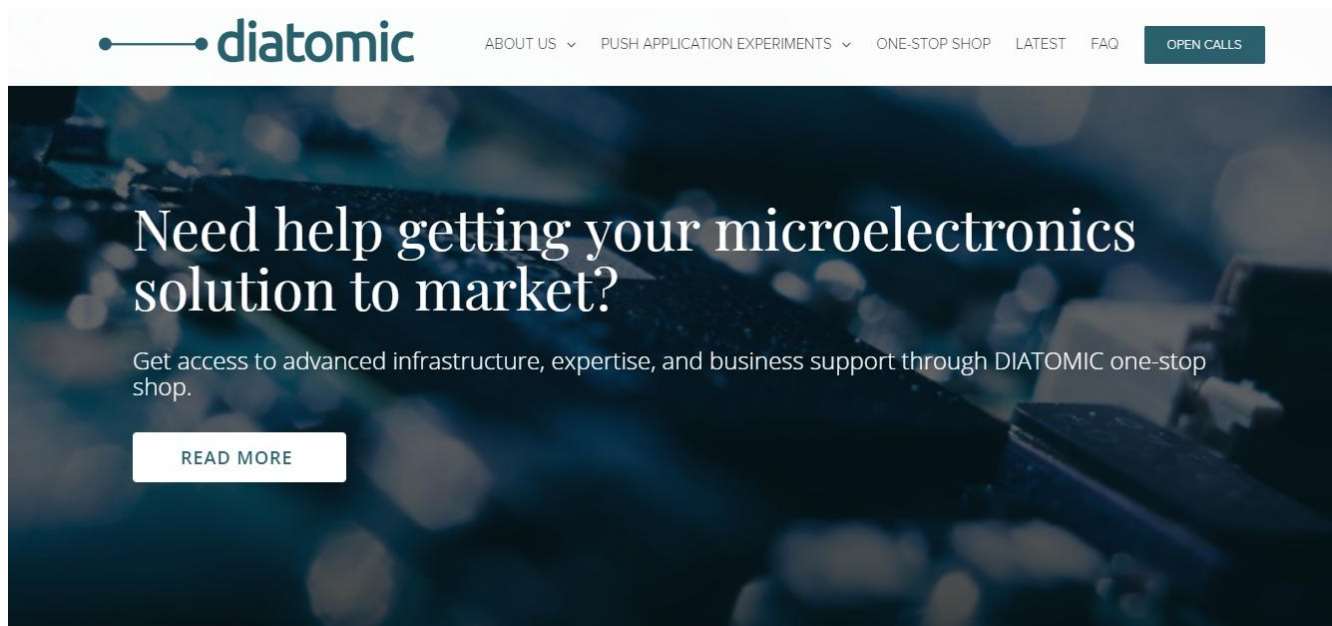 diatomic
ABOUT US
PUSH APPLICATION EXPERIMENTS
ONE-STOP SHOP
LATEST
FAQ
OPEN CALLS
Need help getting your microelectronics
solution to market?
Get access to advanced infrastructure, expertise, and business support through DIATOMIC one-stop
shop.
READ MORE